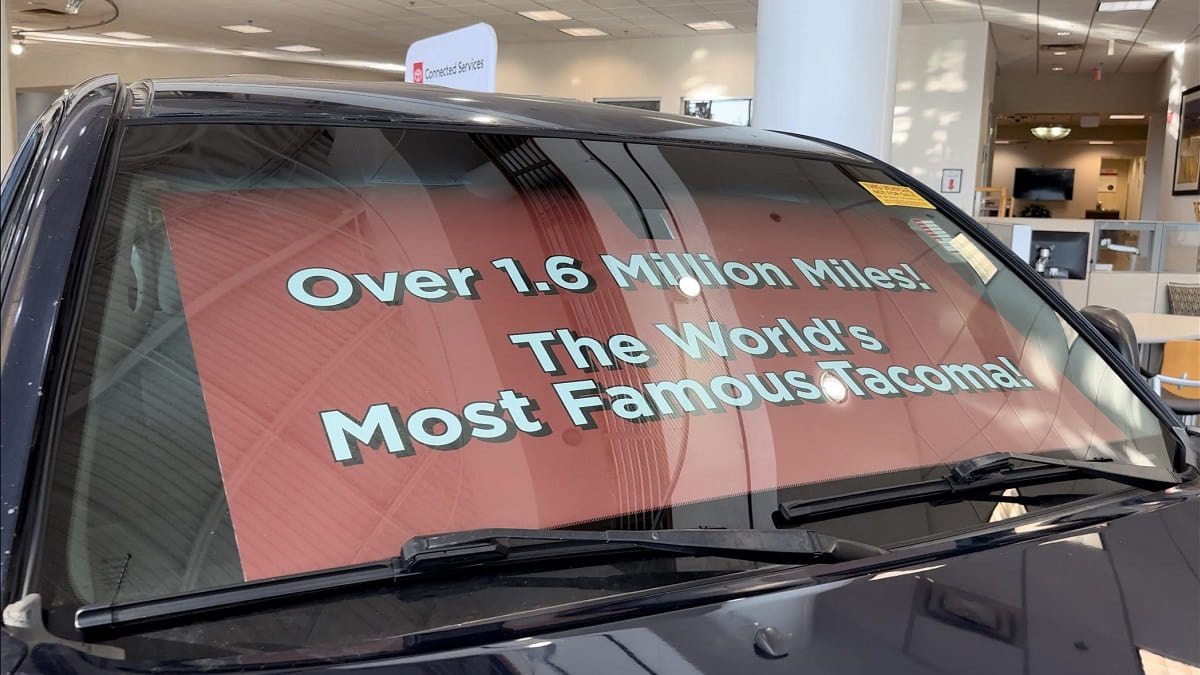 Connected Services
Over 1.6 Million Miles!
The World's
Most Famous Tacoma!